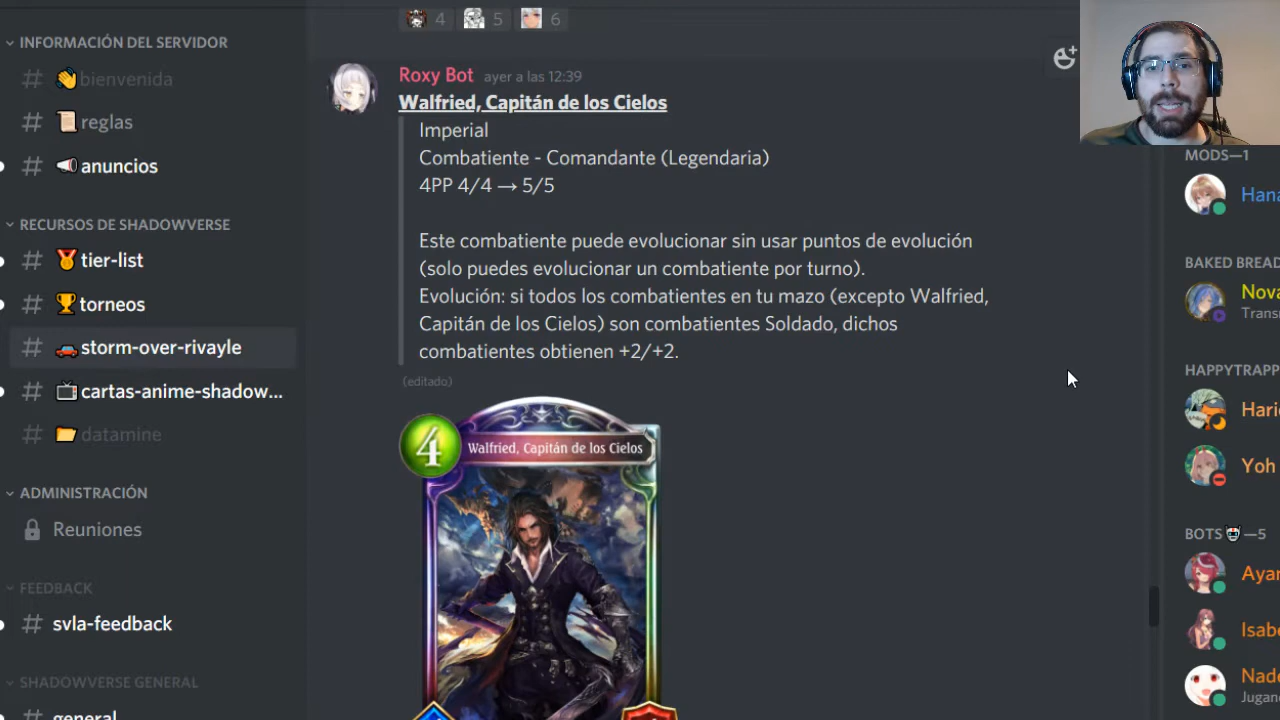 INFORMACIÓN DEL SERVIDOR
bienvenida
reglas
anuncios
RECURSOS DE SHADOWVERSE
tier-list
torneos
storm-over-rivayle
cartas-anime-shadow...
datamine
ADMINISTRACIÓN
Reuniones
FEEDBACK
svla-feedback
SHADOWVERSE GENERAL
general
4 5 6
Roxy Bot ayer a las 12:39
Walfried, Capitán de los Cielos
Imperial
Combatiente - Comandante (Legendaria)
4PP 4/4 → 5/5
Este combatiente puede evolucionar sin usar puntos de evolución
(solo puedes evolucionar un combatiente por turno).
Evolución: si todos los combatientes en tu mazo (excepto Walfried,
Capitán de los Cielos) son combatientes Soldado, dichos
combatientes obtienen +2/+2.
(editado)
4 Walfried, Capitán de los Cielos
MODS—1
Hana
BAKED BREAD
Nova
Transm
HAPPYTRAPP
Hari
Yoh
BOTS —5
Ayan
Isabe
Nade
Jugan